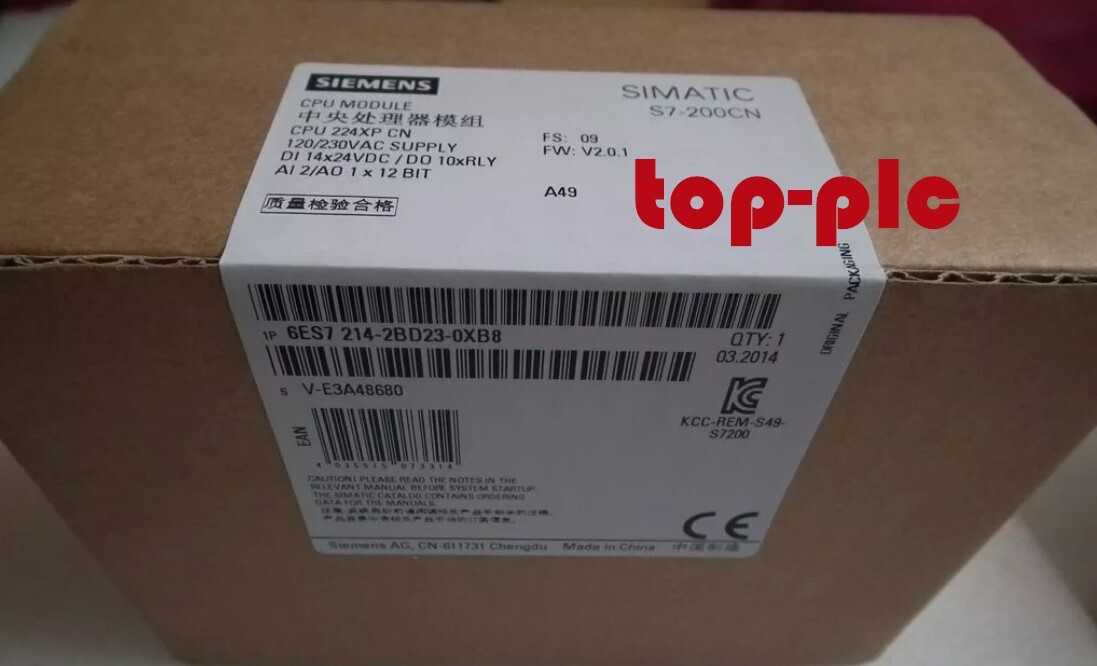 SIEMENS
SIMATIC
S7-200CN
CPU MODULE
中央处理器模组
CPU 224XP CN
120/230VAC SUPPLY
DI 14x24VDC / DO 10xRLY
AI 2/AO 1 x 12 BIT
FS: 09
FW: V2.0.1
A49
质量检验合格
top-plc
ORIGINAL PACKAGING
1P 6ES7 214-2BD23-0XB8
QTY: 1
03.2014
S V-E3A48680
KCC-REM-S49-
S7200
EAN
4 035515 073314
CAUTION! PLEASE READ THE NOTES IN THE
RELEVANT MANUAL BEFORE SYSTEM STARTUP.
THE SIMATIC CATALOG CONTAINS ORDERING
DATA FOR THE MANUALS.
CE
Siemens AG, CN-611731 Chengdu Made in China 中国制造